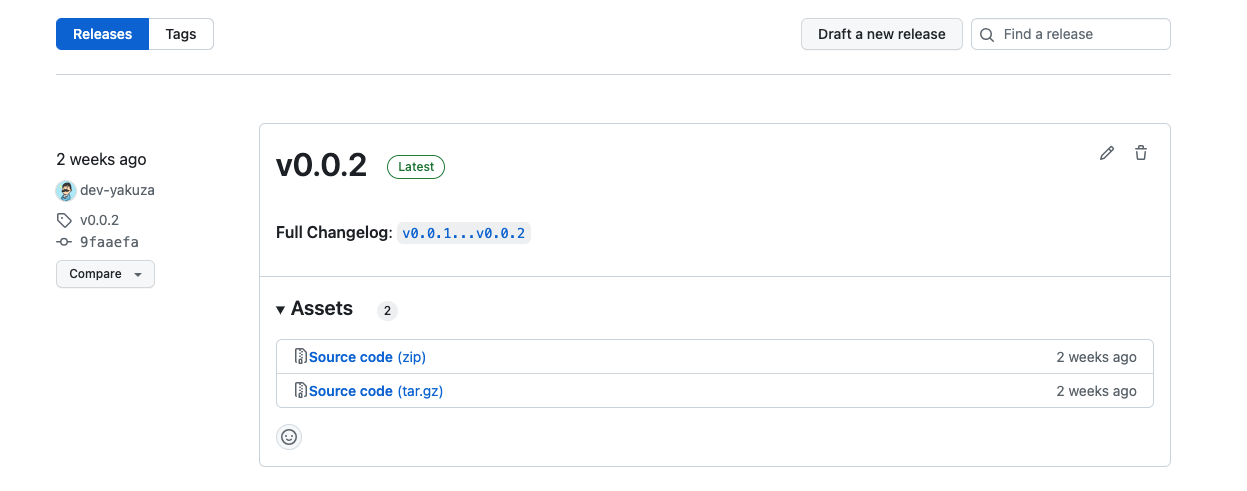 Releases Tags Draft a new release Find a release
2 weeks ago
dev-yakuza
v0.0.2
9faaefa
Compare
v0.0.2 Latest
Full Changelog: v0.0.1...v0.0.2
Assets 2
Source code (zip) 2 weeks ago
Source code (tar.gz) 2 weeks ago